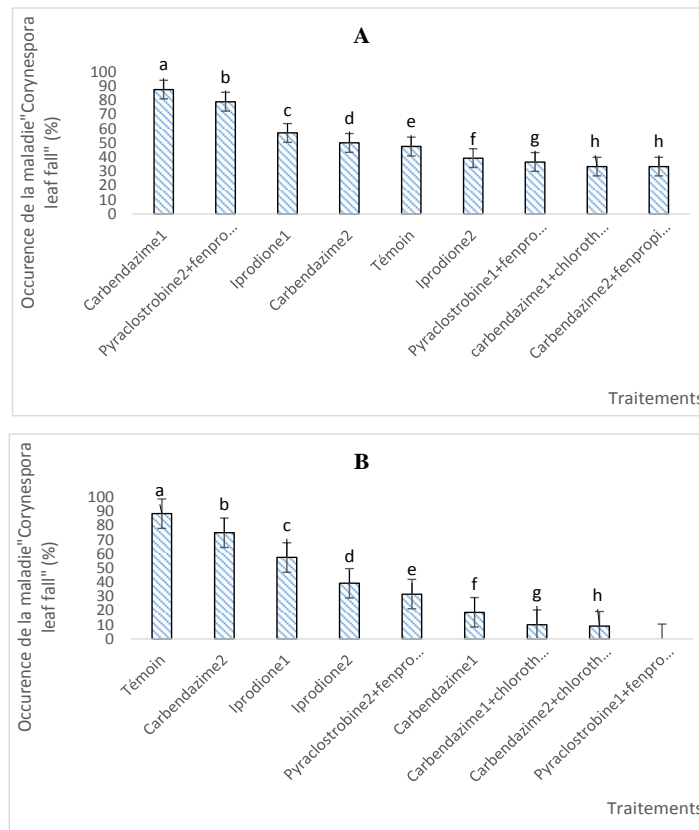 A
Occurence de la maladie"Corynespora
leaf fall" (%)
100
90
80
70
60
50
40
30
20
10
0
a
b
c
d
e
f
g
h
h
Carbendazime1
Pyraclostrobine2+fenpro...
Iprodione1
Carbendazime2
Témoin
Iprodione2
Pyraclostrobine1+fenpro...
carbendazime1+chloroth...
Carbendazime2+fenpropi...
Traitements
B
Occurence de la maladie"Corynespora
leaf fall" (%)
100
90
80
70
60
50
40
30
20
10
0
a
b
c
d
e
f
g
h
Témoin
Carbendazime2
Iprodione1
Iprodione2
Pyraclostrobine2+fenpro...
Carbendazime1
Carbendazime1+chloroth...
Carbendazime2+chloroth...
Pyraclostrobine1+fenpro...
Traitements